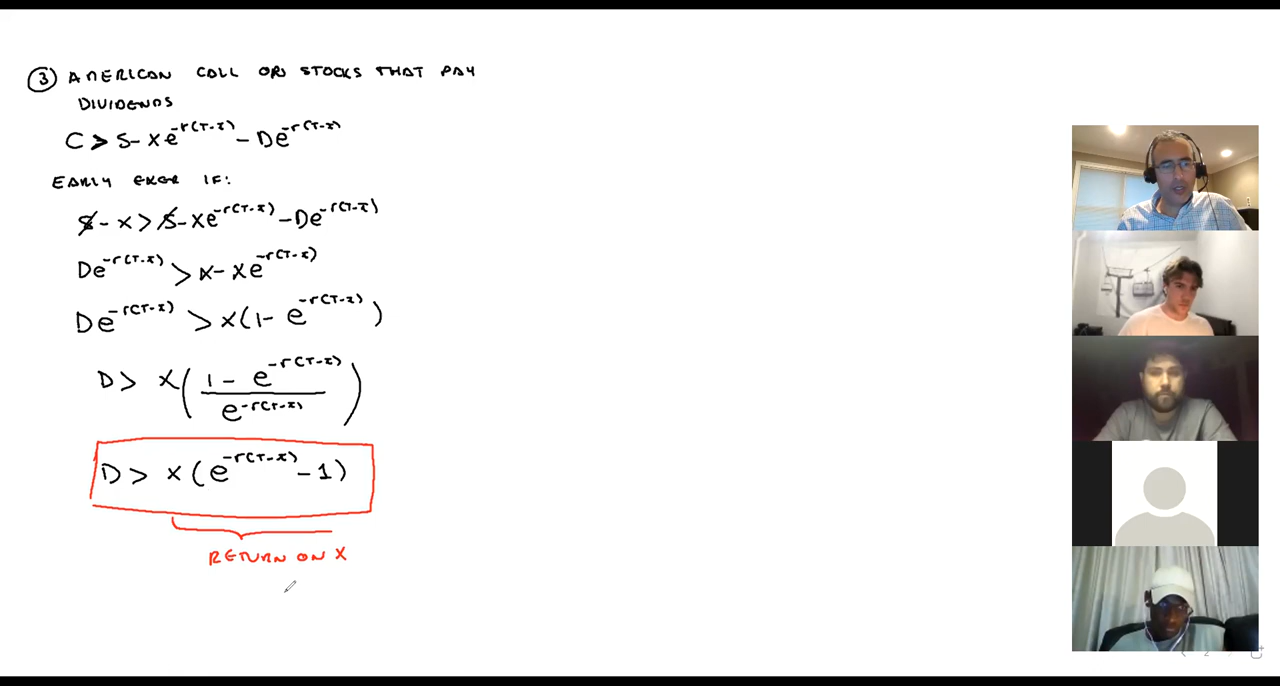 ③ AMERICAN CALL ON STOCKS THAT PAY
DIVIDENDS
C > S - Xe^{-r(T-t)} - De^{-r(T-t)}
EARLY EXER IF:
S - X > S - Xe^{-r(T-t)} - De^{-r(T-t)}
De^{-r(T-t)} > X - Xe^{-r(T-t)}
De^{-r(T-t)} > X(1 - e^{-r(T-t)})
D > X((1 - e^{-r(T-t)}) / e^{-r(T-t)})
D > X(e^{-r(T-t)} - 1)
RETURN ON X
2